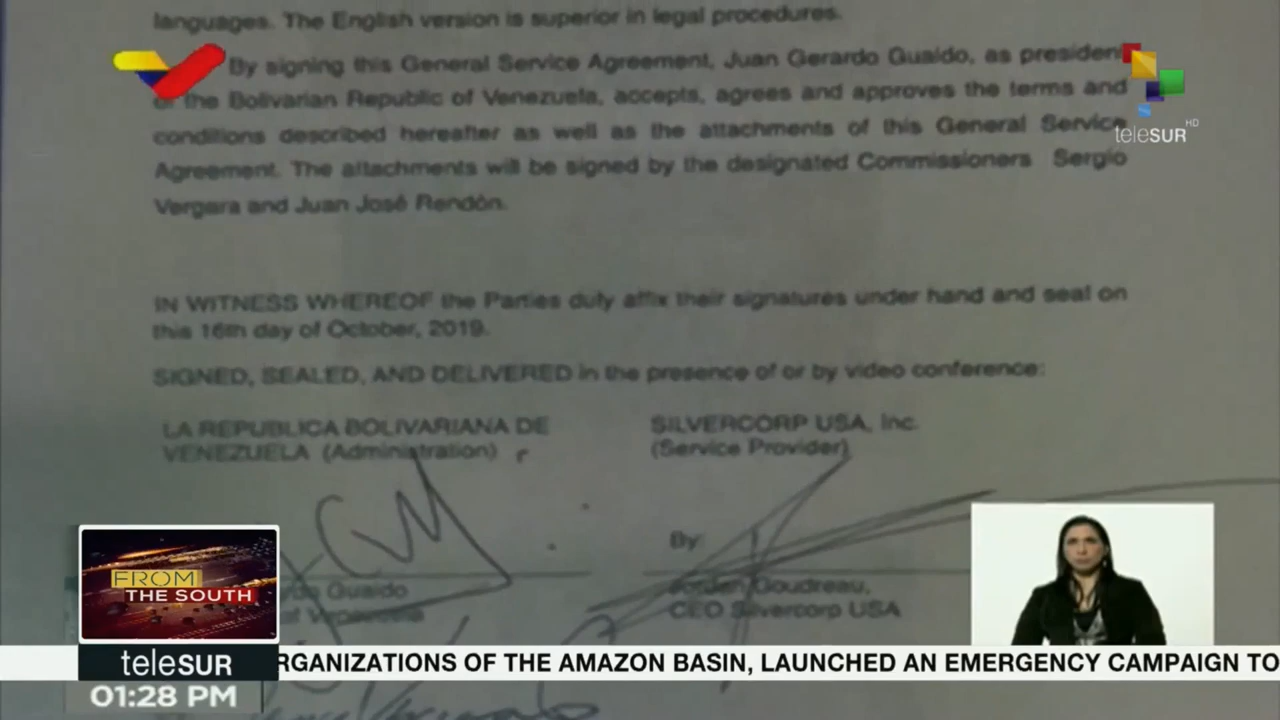 languages. The English version is superior in legal procedures.
By signing this General Service Agreement, Juan Gerardo Guaido, as president
of the Bolivarian Republic of Venezuela, accepts, agrees and approves the terms and
conditions described hereafter as well as the attachments of this General Service
Agreement. The attachments will be signed by the designated Commissioners Sergio
Vergara and Juan José Rendón.
teleSUR HD
IN WITNESS WHEREOF the Parties duly affix their signatures under hand and seal on
this 16th day of October, 2019.
SIGNED, SEALED, AND DELIVERED in the presence of or by video conference:
LA REPUBLICA BOLIVARIANA DE
VENEZUELA (Administration)
SILVERCORP USA, Inc.
(Service Provider)
By:
Guaido
Jordan Goudreau,
CEO Silvercorp USA
FROM
THE SOUTH
teleSUR
RGANIZATIONS OF THE AMAZON BASIN, LAUNCHED AN EMERGENCY CAMPAIGN TO
01:28 PM